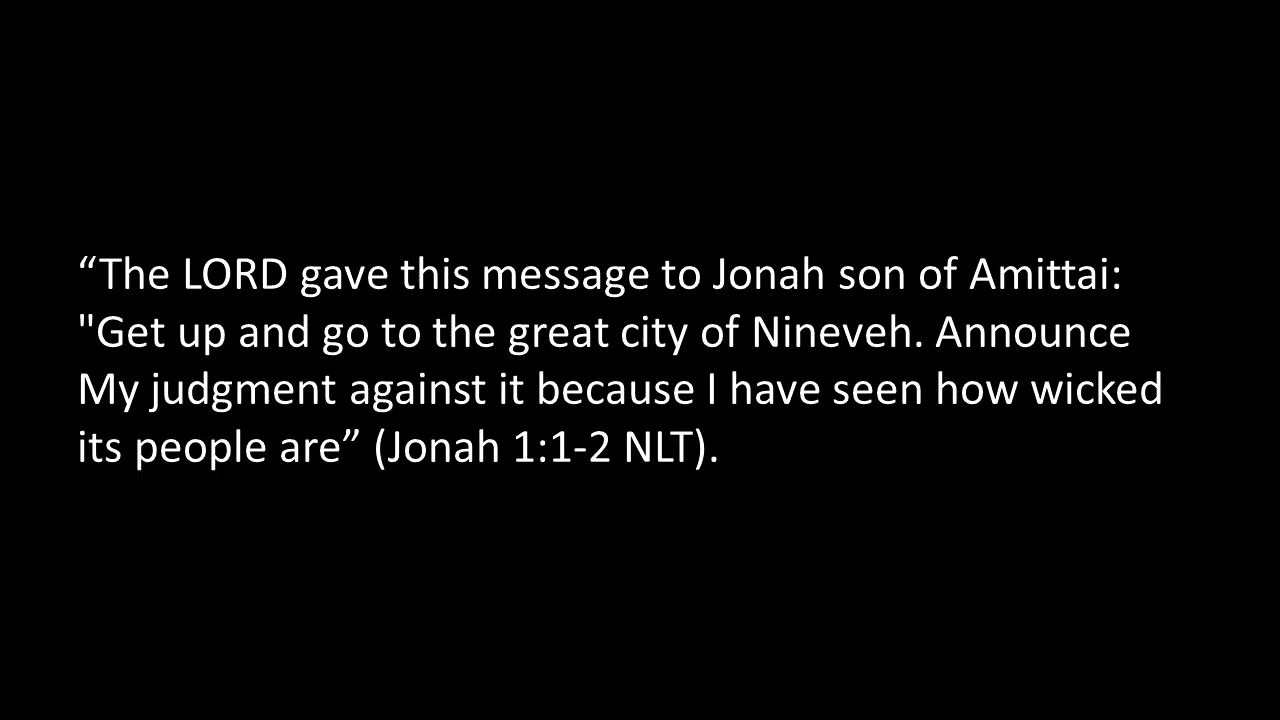 “The LORD gave this message to Jonah son of Amittai:
"Get up and go to the great city of Nineveh. Announce
My judgment against it because I have seen how wicked
its people are” (Jonah 1:1-2 NLT).